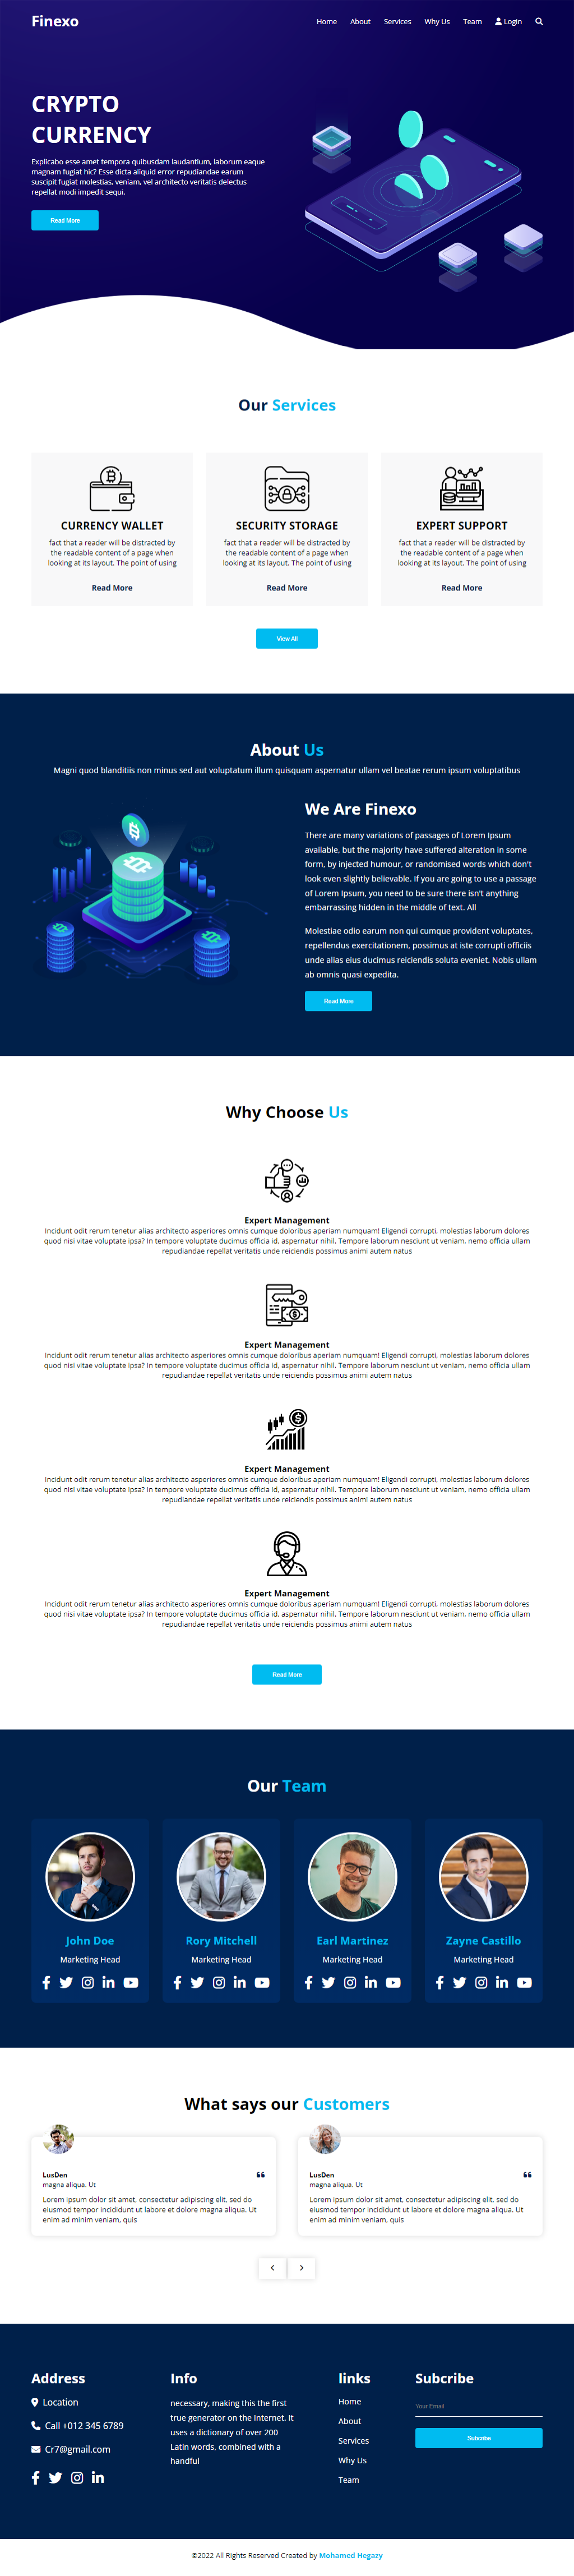 Finexo
Home About Services Why Us Team Login
CRYPTO
CURRENCY
Explicabo esse amet tempora quibusdam laudantium, laborum eaque
magnam fugiat hic? Esse dicta aliquid error repudiandae earum
suscipit fugiat molestias, veniam, vel architecto veritatis delectus
repellat modi impedit sequi.
Read More
Our Services
CURRENCY WALLET
fact that a reader will be distracted by
the readable content of a page when
looking at its layout. The point of using
Read More
SECURITY STORAGE
fact that a reader will be distracted by
the readable content of a page when
looking at its layout. The point of using
Read More
EXPERT SUPPORT
fact that a reader will be distracted by
the readable content of a page when
looking at its layout. The point of using
Read More
View All
About Us
Magni quod blanditiis non minus sed aut voluptatum illum quisquam aspernatur ullam vel beatae rerum ipsum voluptatibus
We Are Finexo
There are many variations of passages of Lorem Ipsum
available, but the majority have suffered alteration in some
form, by injected humour, or randomised words which don't
look even slightly believable. If you are going to use a passage
of Lorem Ipsum, you need to be sure there isn't anything
embarrassing hidden in the middle of text. All
Molestiae odio earum non qui cumque provident voluptates,
repellendus exercitationem, possimus at iste corrupti officiis
unde alias eius ducimus reiciendis soluta eveniet. Nobis ullam
ab omnis quasi expedita.
Read More
Why Choose Us
Expert Management
Incidunt odit rerum tenetur alias architecto asperiores omnis cumque doloribus aperiam numquam! Eligendi corrupti, molestias laborum dolores
quod nisi vitae voluptate ipsa? In tempore voluptate ducimus officia id, aspernatur nihil. Tempore laborum nesciunt ut veniam, nemo officia ullam
repudiandae repellat veritatis unde reiciendis possimus animi autem natus
Expert Management
Incidunt odit rerum tenetur alias architecto asperiores omnis cumque doloribus aperiam numquam! Eligendi corrupti, molestias laborum dolores
quod nisi vitae voluptate ipsa? In tempore voluptate ducimus officia id, aspernatur nihil. Tempore laborum nesciunt ut veniam, nemo officia ullam
repudiandae repellat veritatis unde reiciendis possimus animi autem natus
Expert Management
Incidunt odit rerum tenetur alias architecto asperiores omnis cumque doloribus aperiam numquam! Eligendi corrupti, molestias laborum dolores
quod nisi vitae voluptate ipsa? In tempore voluptate ducimus officia id, aspernatur nihil. Tempore laborum nesciunt ut veniam, nemo officia ullam
repudiandae repellat veritatis unde reiciendis possimus animi autem natus
Expert Management
Incidunt odit rerum tenetur alias architecto asperiores omnis cumque doloribus aperiam numquam! Eligendi corrupti, molestias laborum dolores
quod nisi vitae voluptate ipsa? In tempore voluptate ducimus officia id, aspernatur nihil. Tempore laborum nesciunt ut veniam, nemo officia ullam
repudiandae repellat veritatis unde reiciendis possimus animi autem natus
Read More
Our Team
John Doe
Marketing Head
Rory Mitchell
Marketing Head
Earl Martinez
Marketing Head
Zayne Castillo
Marketing Head
What says our Customers
LusDen
magna aliqua. Ut
Lorem ipsum dolor sit amet, consectetur adipiscing elit, sed do
eiusmod tempor incididunt ut labore et dolore magna aliqua. Ut
enim ad minim veniam, quis
LusDen
magna aliqua. Ut
Lorem ipsum dolor sit amet, consectetur adipiscing elit, sed do
eiusmod tempor incididunt ut labore et dolore magna aliqua. Ut
enim ad minim veniam, quis
Address
Location
Call +012 345 6789
Cr7@gmail.com
Info
necessary, making this the first
true generator on the Internet. It
uses a dictionary of over 200
Latin words, combined with a
handful
links
Home
About
Services
Why Us
Team
Subcribe
Your Email
Subcribe
©2022 All Rights Reserved Created by Mohamed Hegazy